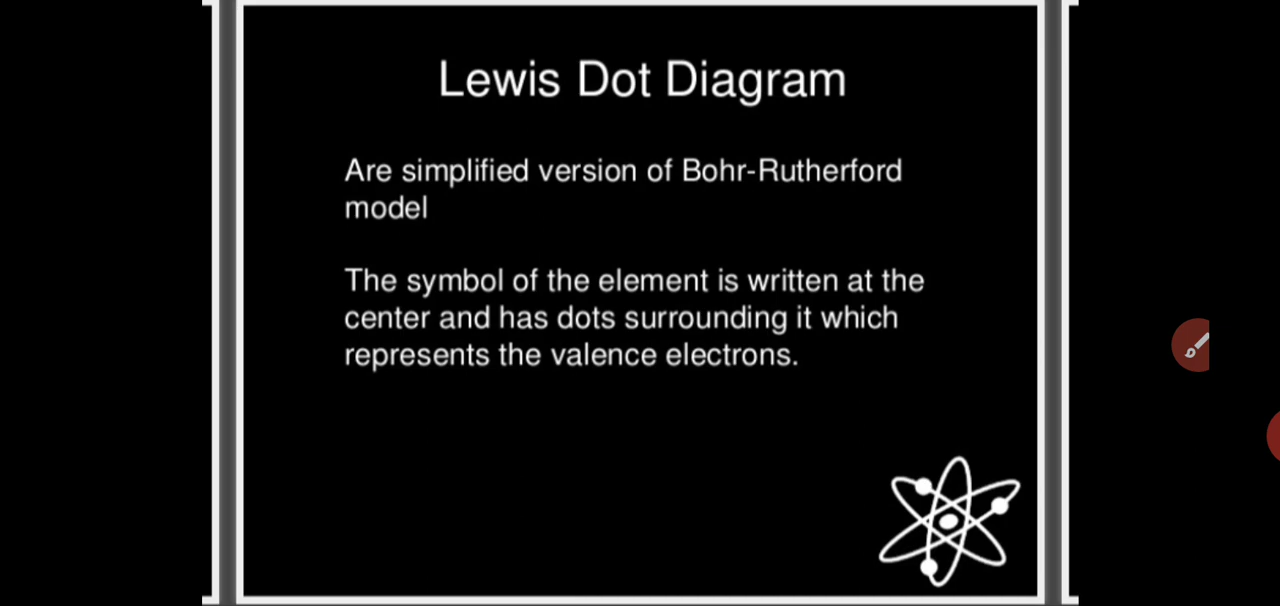 Lewis Dot Diagram
Are simplified version of Bohr-Rutherford
model
The symbol of the element is written at the
center and has dots surrounding it which
represents the valence electrons.